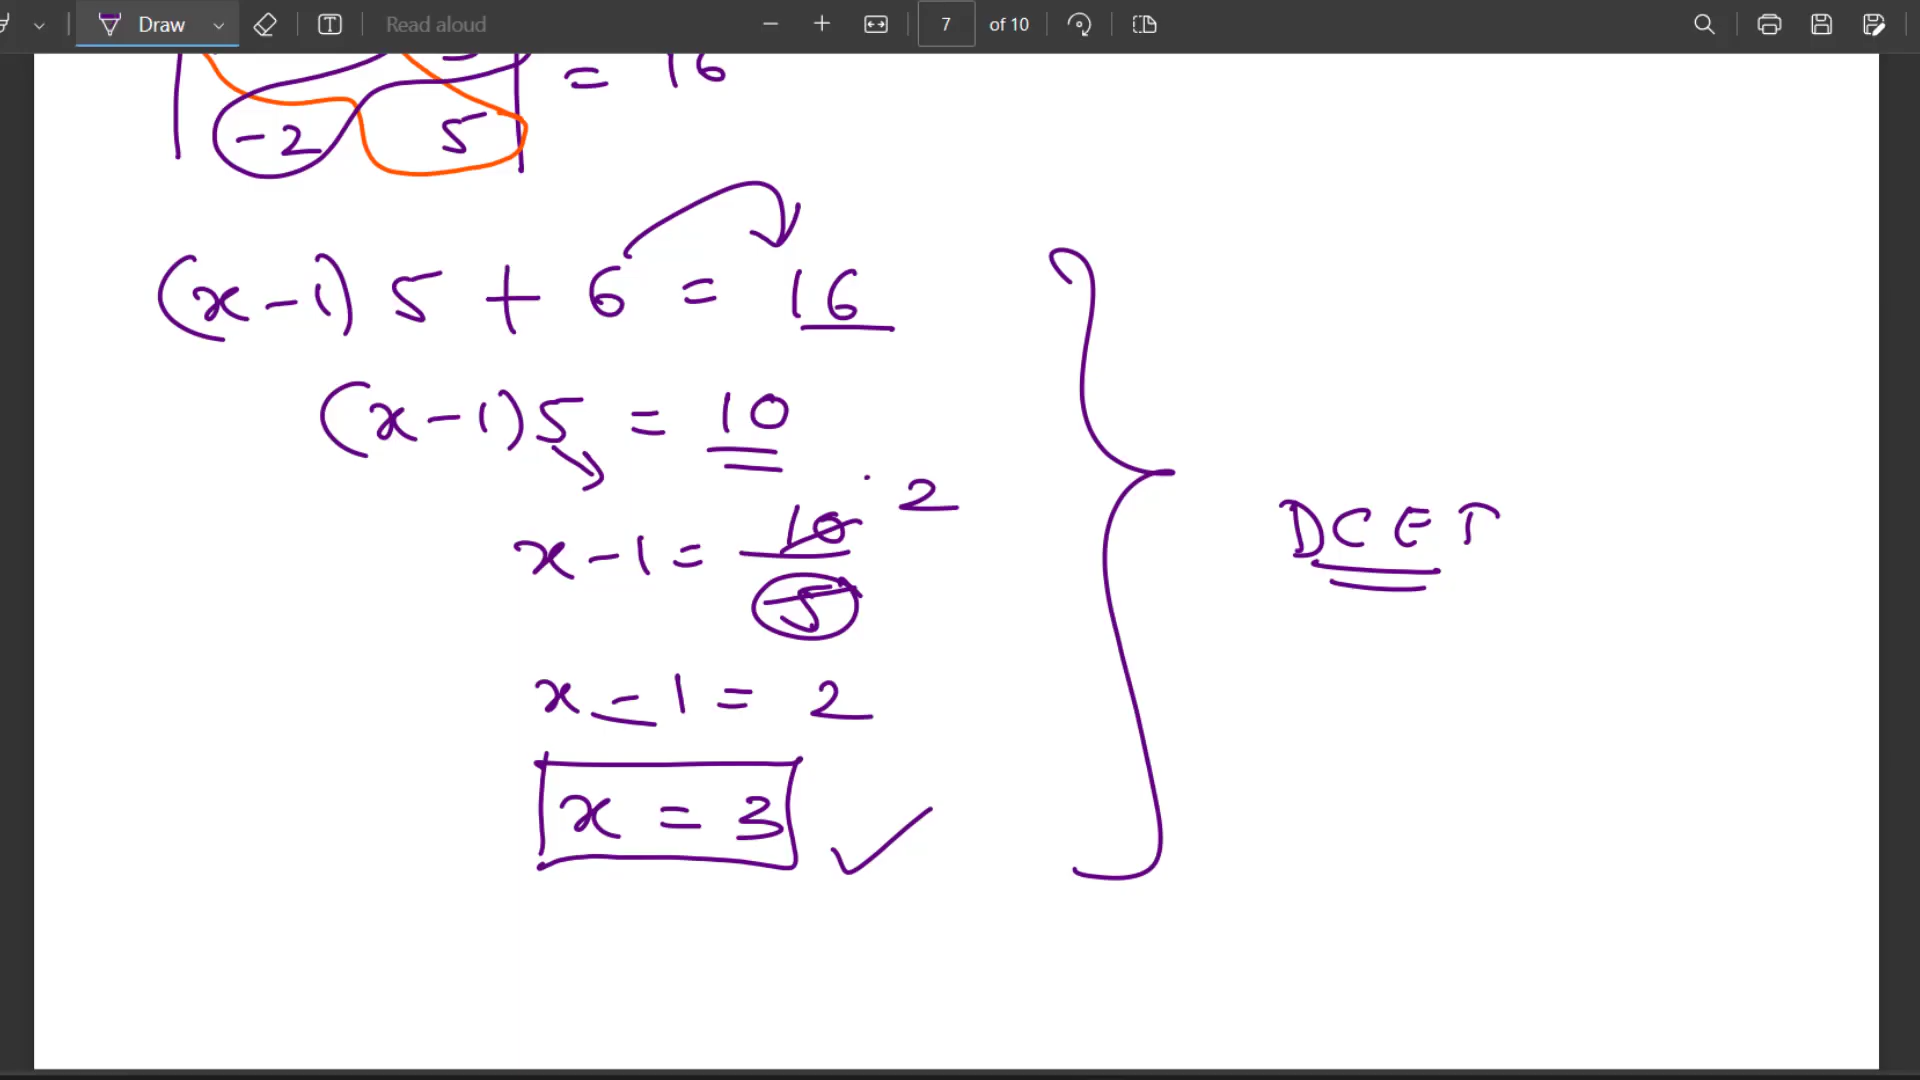 Draw Read aloud 7 of 10
= 16
-2 5
(x-1) 5 + 6 = 16
(x-1)5 = 10
x-1 = 10/5 2
x-1 = 2
x = 3
DCET